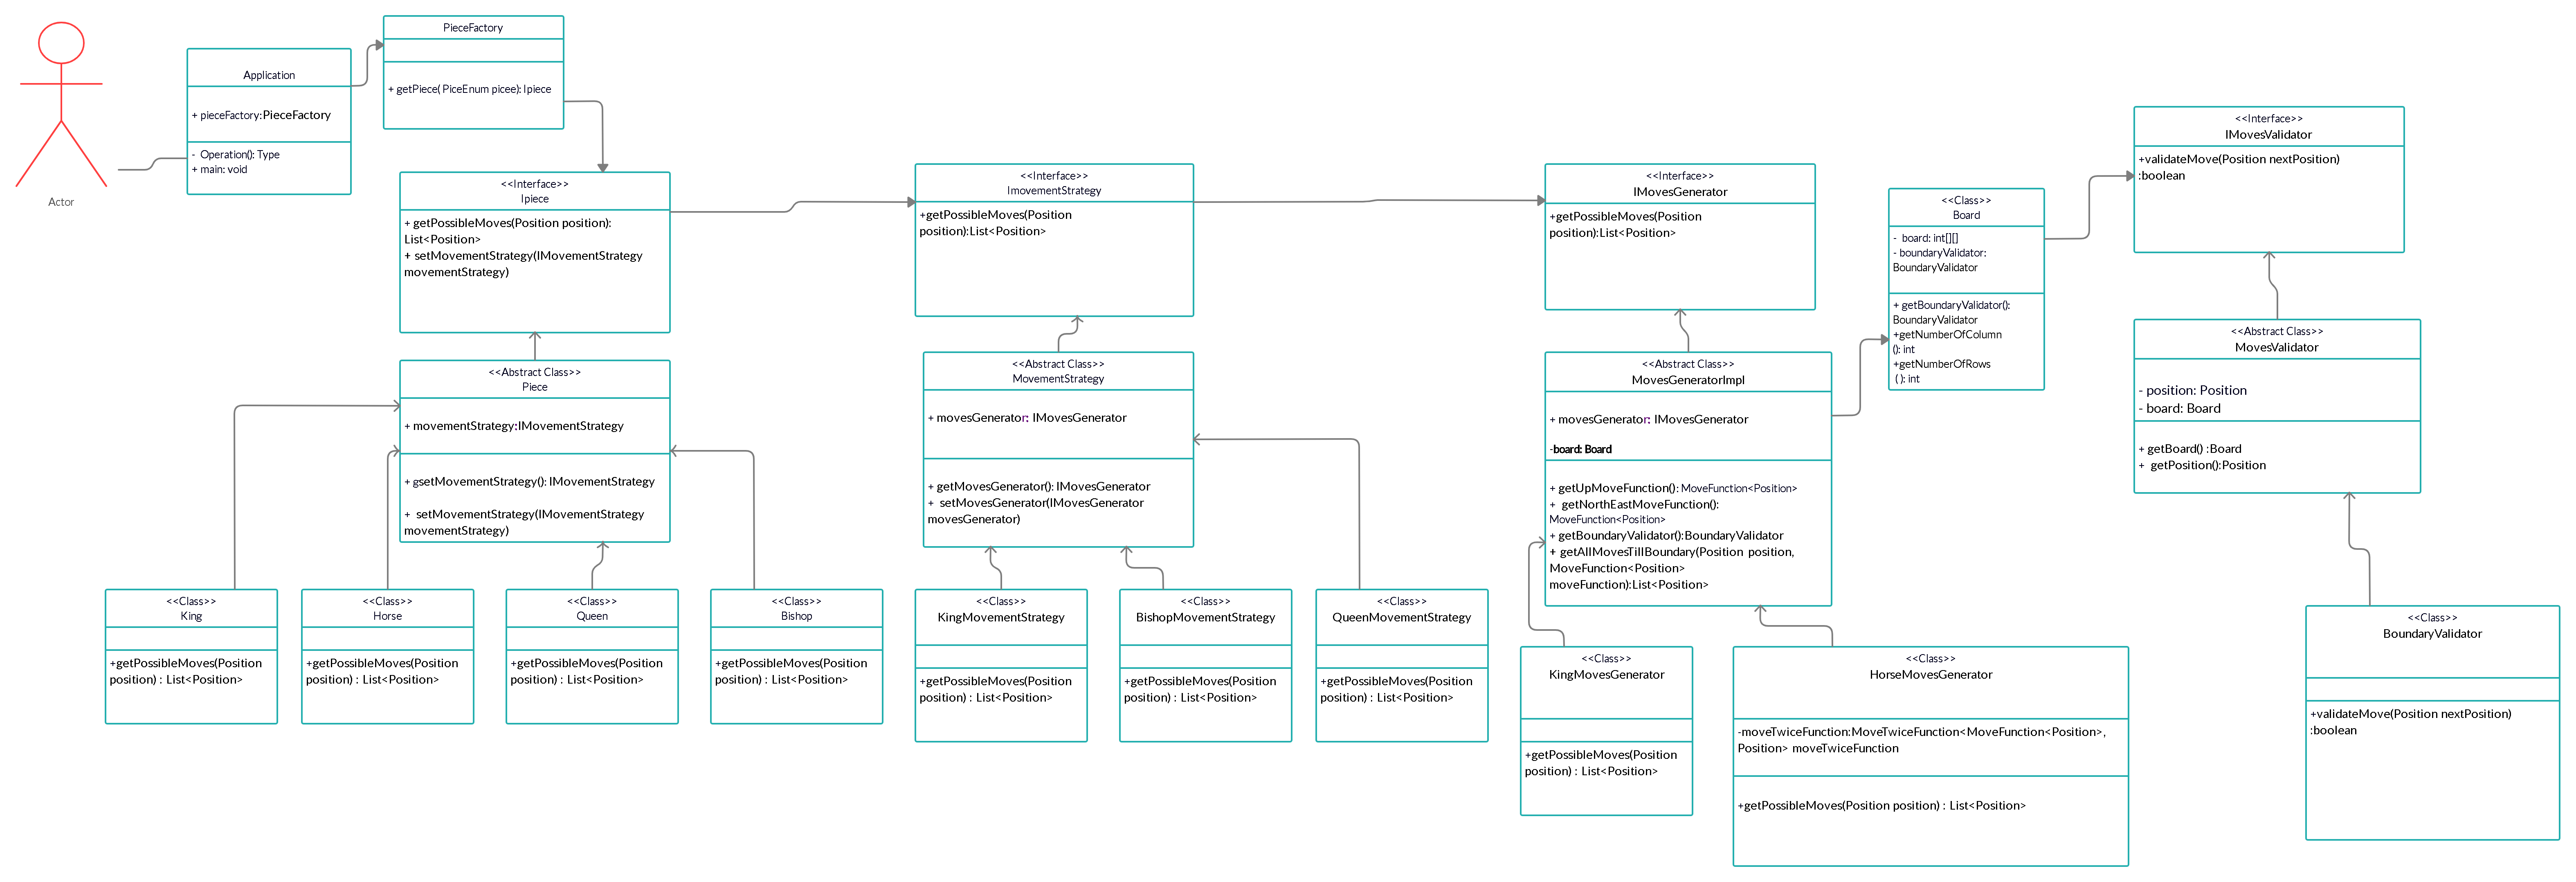 Actor
Application
+ pieceFactory:PieceFactory
- Operation(): Type
+ main: void
PieceFactory
+ getPiece( PiceEnum picee): Ipiece
<<Interface>>
Ipiece
+ getPossibleMoves(Position position):
List<Position>
+ setMovementStrategy(IMovementStrategy
movementStrategy)
<<Abstract Class>>
Piece
+ movementStrategy:IMovementStrategy
+ gsetMovementStrategy(): IMovementStrategy
+ setMovementStrategy(IMovementStrategy
movementStrategy)
<<Class>>
King
+getPossibleMoves(Position
position) : List<Position>
<<Class>>
Horse
+getPossibleMoves(Position
position) : List<Position>
<<Class>>
Queen
+getPossibleMoves(Position
position) : List<Position>
<<Class>>
Bishop
+getPossibleMoves(Position
position) : List<Position>
<<Interface>>
ImovementStrategy
+getPossibleMoves(Position
position):List<Position>
<<Abstract Class>>
MovementStrategy
+ movesGenerator: IMovesGenerator
+ getMovesGenerator(): IMovesGenerator
+ setMovesGenerator(IMovesGenerator
movesGenerator)
<<Class>>
KingMovementStrategy
+getPossibleMoves(Position
position) : List<Position>
<<Class>>
BishopMovementStrategy
+getPossibleMoves(Position
position) : List<Position>
<<Class>>
QueenMovementStrategy
+getPossibleMoves(Position
position) : List<Position>
<<Interface>>
IMovesGenerator
+getPossibleMoves(Position
position):List<Position>
<<Abstract Class>>
MovesGeneratorImpl
+ movesGenerator: IMovesGenerator
-board: Board
+ getUpMoveFunction(): MoveFunction<Position>
+ getNorthEastMoveFunction():
MoveFunction<Position>
+ getBoundaryValidator():BoundaryValidator
+ getAllMovesTillBoundary(Position position,
MoveFunction<Position>
moveFunction):List<Position>
<<Class>>
KingMovesGenerator
+getPossibleMoves(Position
position) : List<Position>
<<Class>>
HorseMovesGenerator
-moveTwiceFunction:MoveTwiceFunction<MoveFunction<Position>,
Position> moveTwiceFunction
+getPossibleMoves(Position position) : List<Position>
<<Class>>
Board
- board: int[][]
- boundaryValidator:
BoundaryValidator
+ getBoundaryValidator():
BoundaryValidator
+getNumberOfColumn
(): int
+getNumberOfRows
( ): int
<<Interface>>
IMovesValidator
+validateMove(Position nextPosition)
:boolean
<<Abstract Class>>
MovesValidator
- position: Position
- board: Board
+ getBoard() :Board
+ getPosition():Position
<<Class>>
BoundaryValidator
+validateMove(Position nextPosition)
:boolean